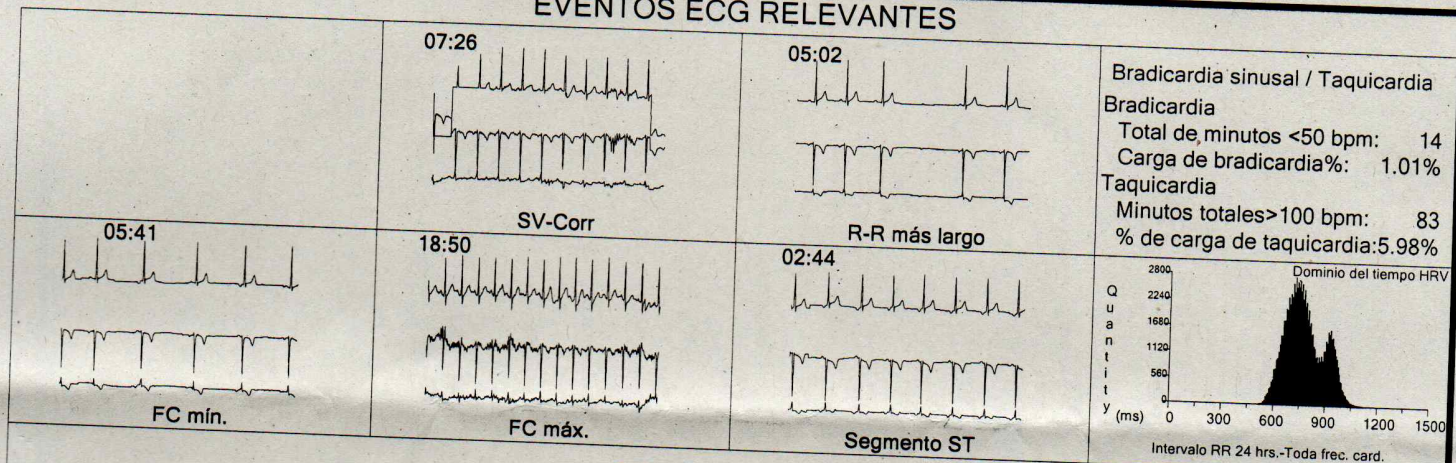 EVENTOS ECG RELEVANTES
07:26
SV-Corr
05:02
R-R más largo
Bradicardia sinusal / Taquicardia
Bradicardia
Total de minutos <50 bpm: 14
Carga de bradicardia%: 1.01%
Taquicardia
Minutos totales>100 bpm: 83
% de carga de taquicardia:5.98%
05:41
FC mín.
18:50
FC máx.
02:44
Segmento ST
Dominio del tiempo HRV
Quantity
2800
2240
1680
1120
560
0
(ms) 0 300 600 900 1200 1500
Intervalo RR 24 hrs.-Toda frec. card.